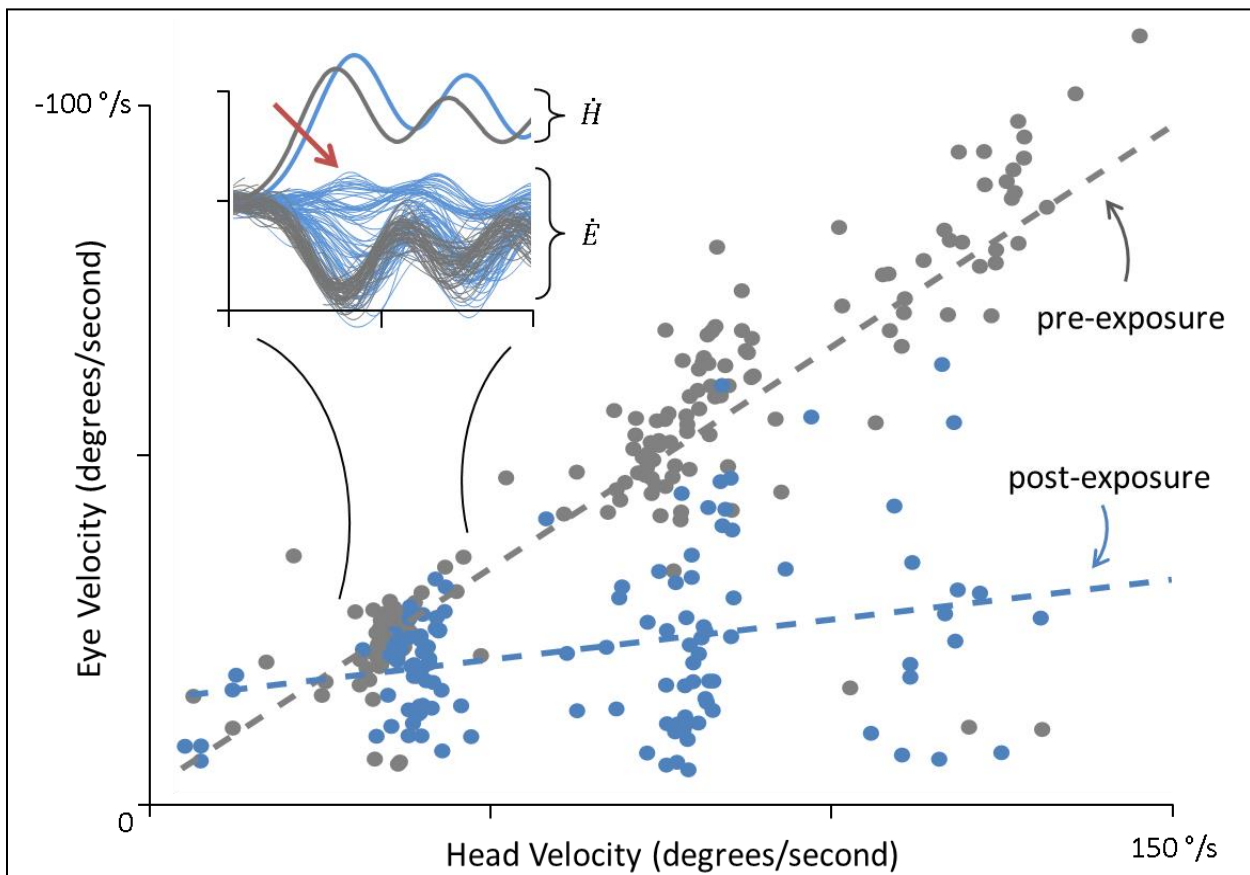 -100 °/s
Ḣ
Ė
Eye Velocity (degrees/second)
pre-exposure
post-exposure
0
Head Velocity (degrees/second)
150 °/s